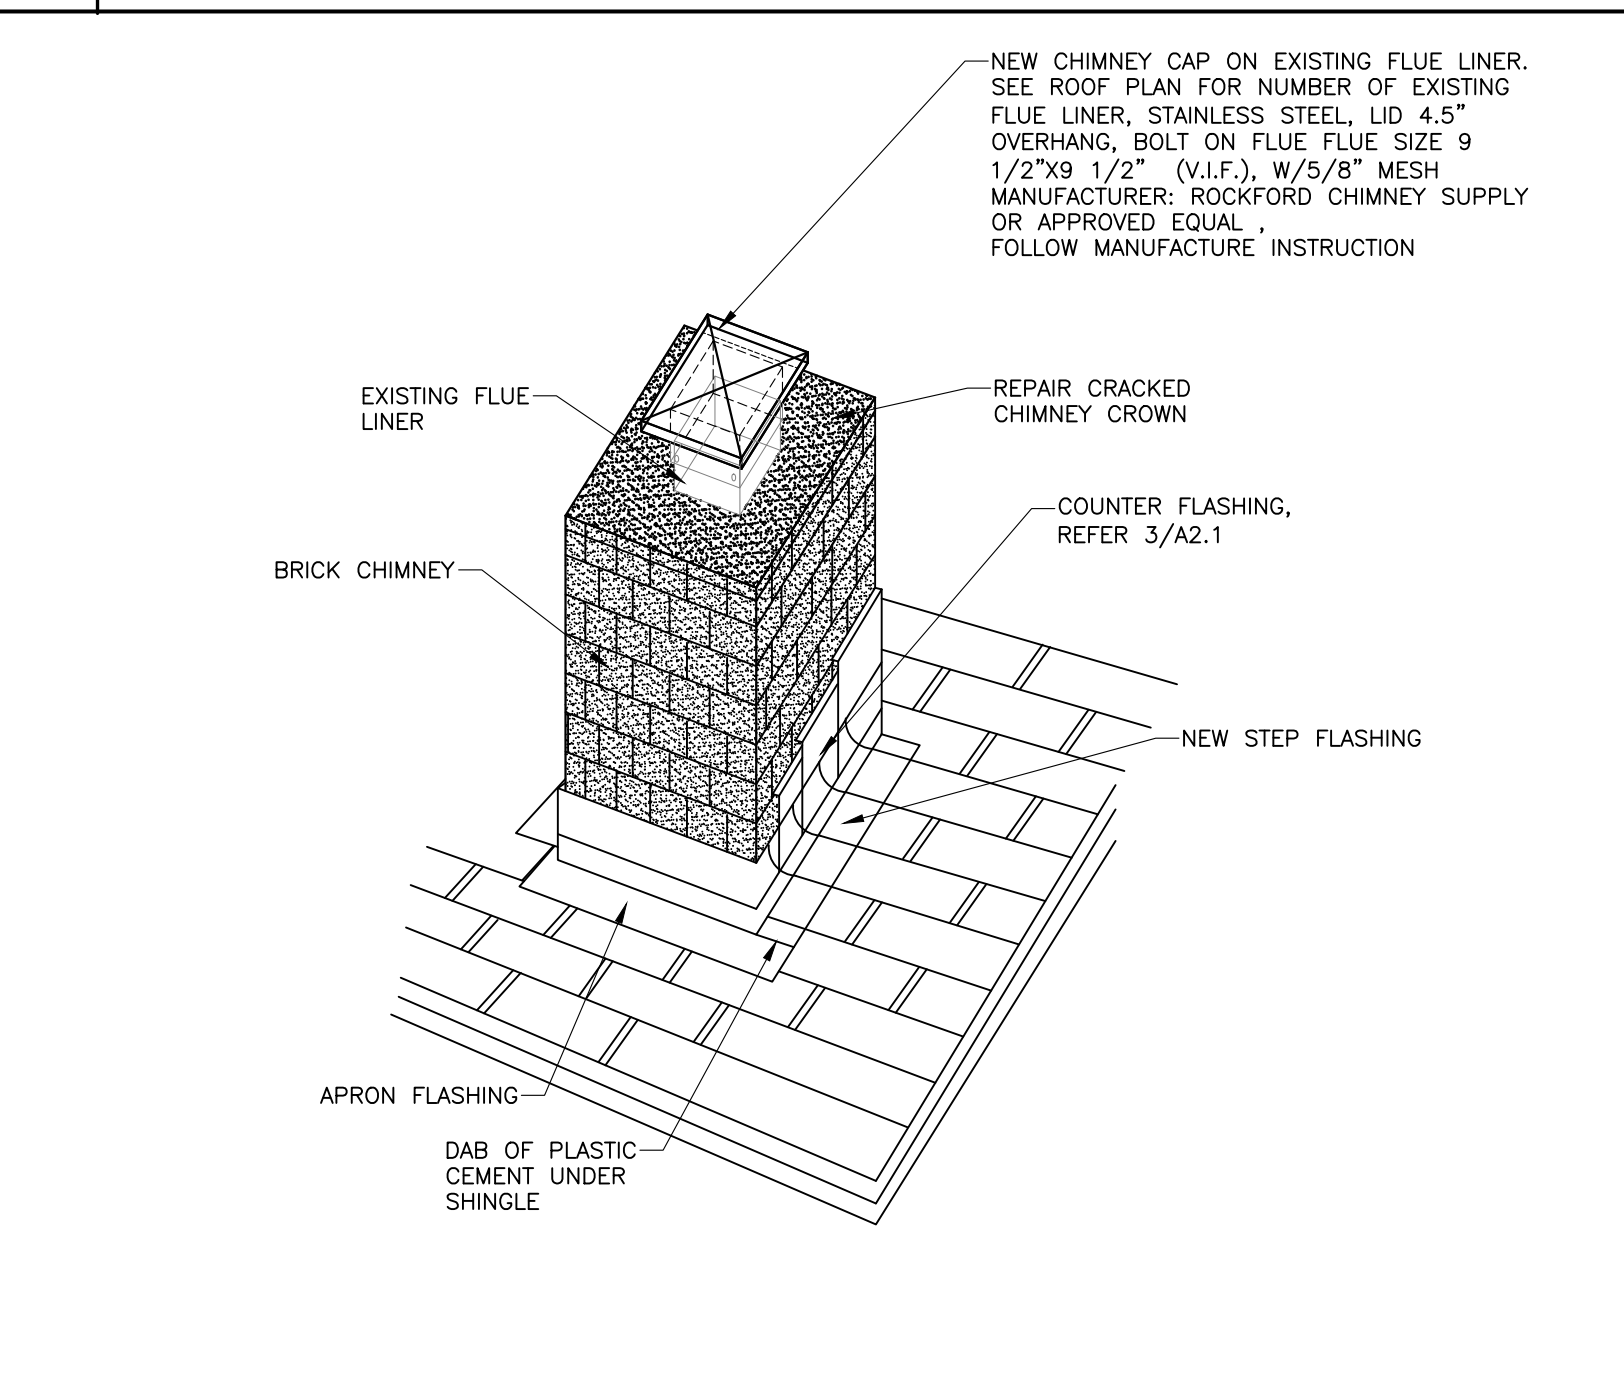 NEW CHIMNEY CAP ON EXISTING FLUE LINER.
SEE ROOF PLAN FOR NUMBER OF EXISTING
FLUE LINER, STAINLESS STEEL, LID 4.5"
OVERHANG, BOLT ON FLUE FLUE SIZE 9
1/2"X9 1/2" (V.I.F.), W/5/8" MESH
MANUFACTURER: ROCKFORD CHIMNEY SUPPLY
OR APPROVED EQUAL ,
FOLLOW MANUFACTURE INSTRUCTION
EXISTING FLUE
LINER
REPAIR CRACKED
CHIMNEY CROWN
COUNTER FLASHING,
REFER 3/A2.1
BRICK CHIMNEY
NEW STEP FLASHING
APRON FLASHING
DAB OF PLASTIC
CEMENT UNDER
SHINGLE